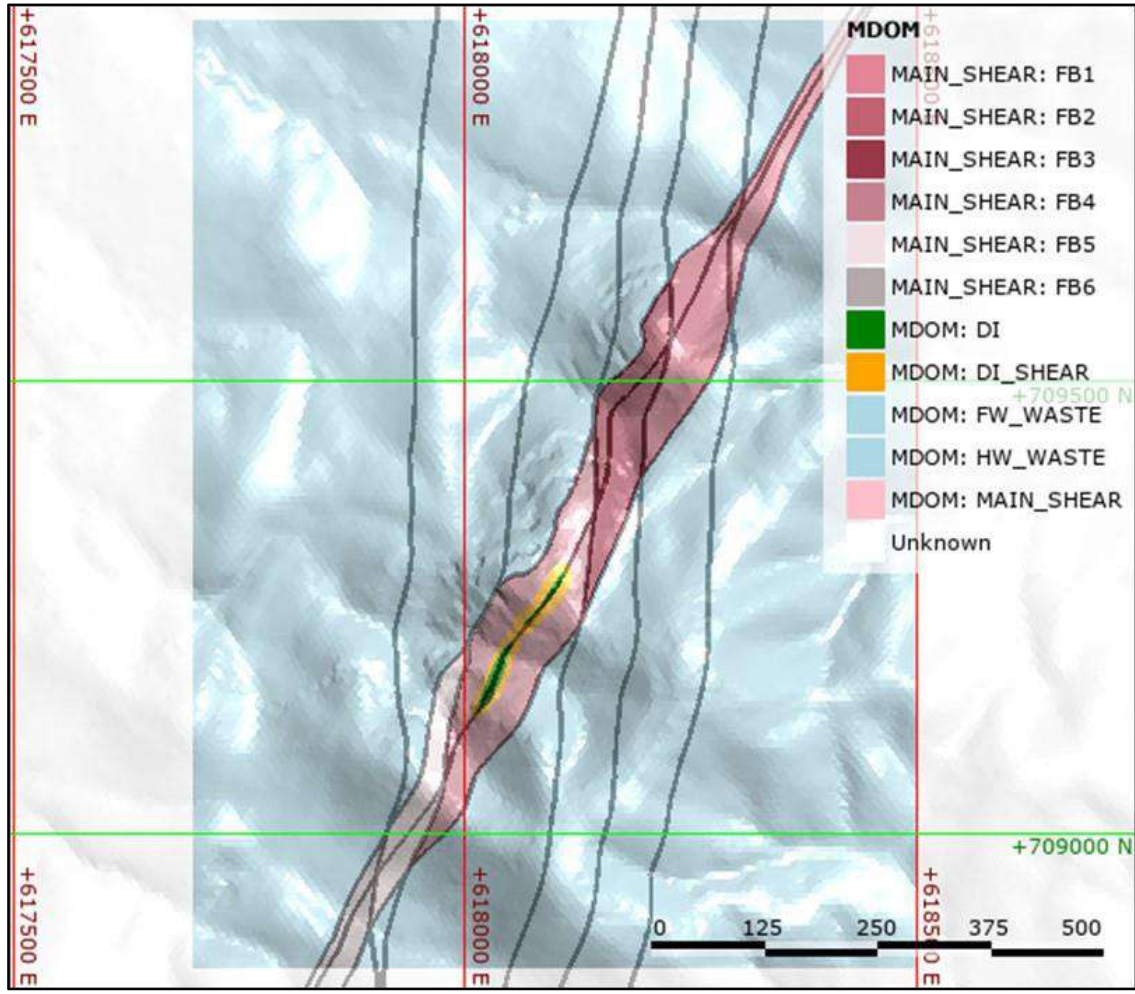 +617500 E
+618000 E
+618500 E
MDOM
MAIN_SHEAR: FB1
MAIN_SHEAR: FB2
MAIN_SHEAR: FB3
MAIN_SHEAR: FB4
MAIN_SHEAR: FB5
MAIN_SHEAR: FB6
MDOM: DI
MDOM: DI_SHEAR
MDOM: FW_WASTE
MDOM: HW_WASTE
MDOM: MAIN_SHEAR
Unknown
+709500 N
+709000 N
0 125 250 375 500
+617500 E
+618000 E
+618500 E